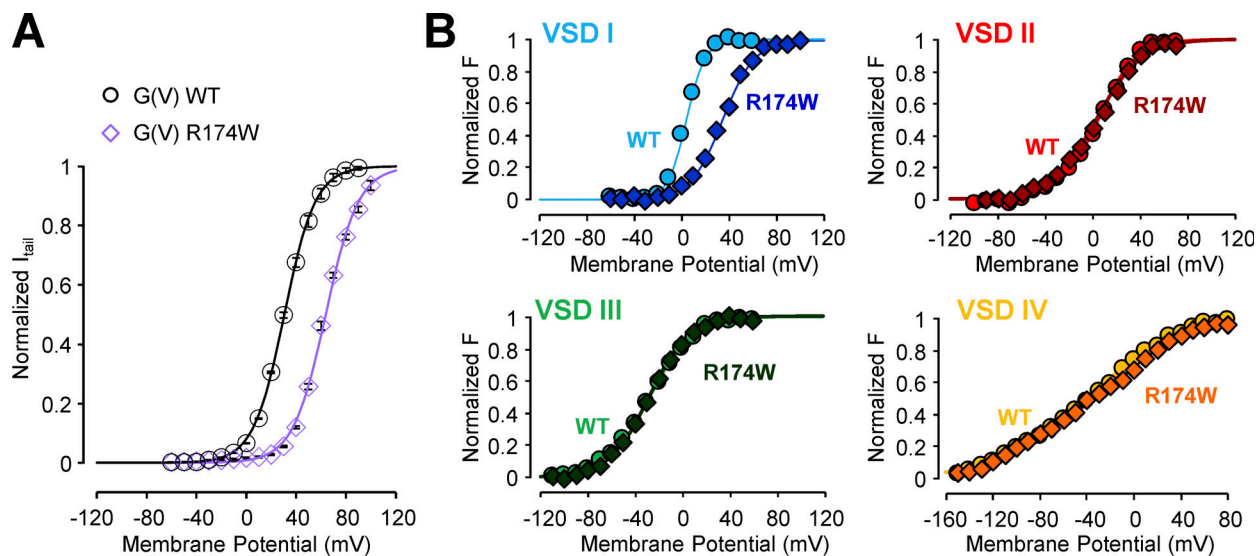 A
G(V) WT
G(V) R174W
Normalized Itail
1
0.8
0.6
0.4
0.2
0
-120 -80 -40 0 40 80 120
Membrane Potential (mV)
B
VSD I
Normalized F
1
0.8
0.6
0.4
0.2
0
WT
R174W
-120 -80 -40 0 40 80 120
Membrane Potential (mV)
VSD II
Normalized F
1
0.8
0.6
0.4
0.2
0
WT
R174W
-120 -80 -40 0 40 80 120
Membrane Potential (mV)
VSD III
Normalized F
1
0.8
0.6
0.4
0.2
0
WT
R174W
-120 -80 -40 0 40 80 120
Membrane Potential (mV)
VSD IV
Normalized F
1
0.8
0.6
0.4
0.2
0
WT
R174W
-160 -120 -80 -40 0 40 80
Membrane Potential (mV)